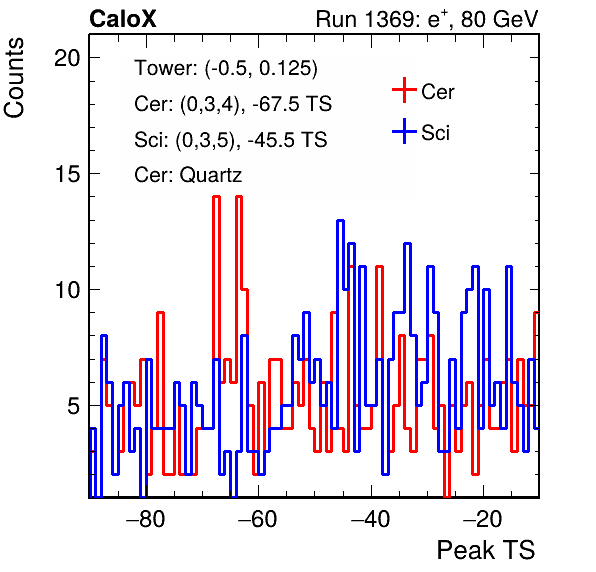 CaloX Run 1369: e+, 80 GeV
Counts
20
15
10
5
Tower: (-0.5, 0.125)
Cer: (0,3,4), -67.5 TS
Sci: (0,3,5), -45.5 TS
Cer: Quartz
Cer
Sci
−80 −60 −40 −20
Peak TS